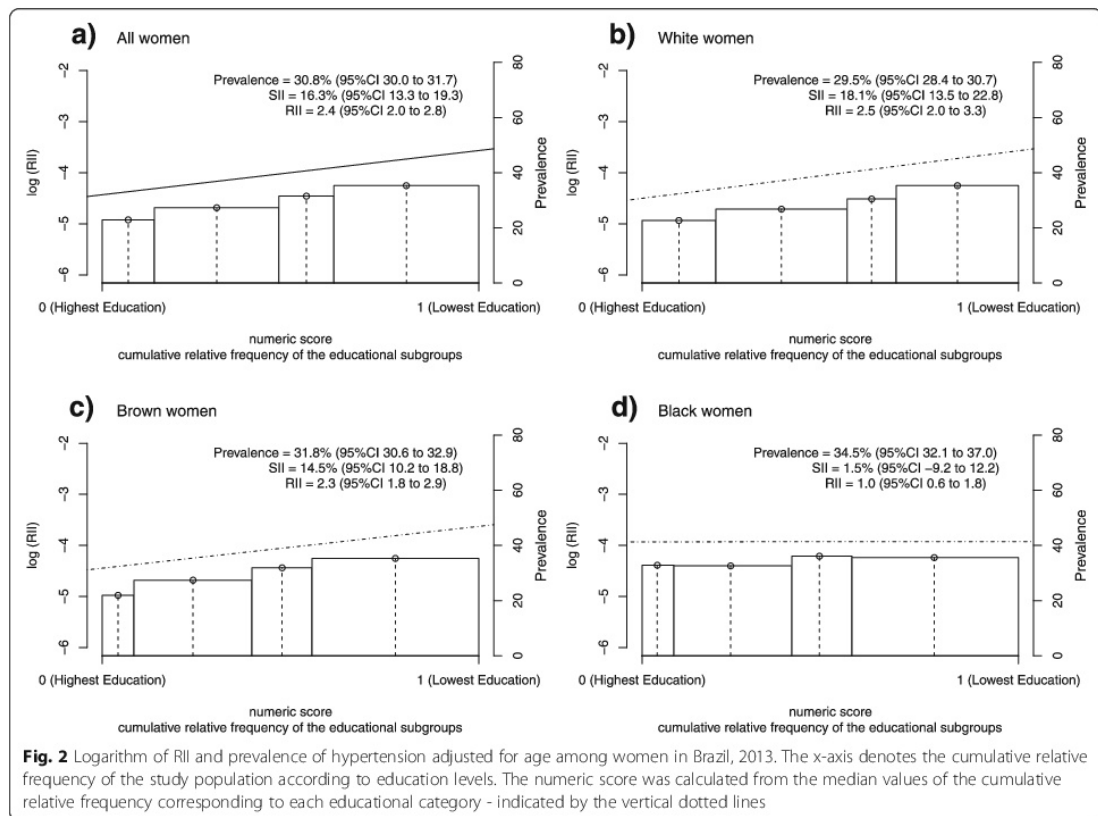 a) All women
Prevalence = 30.8% (95%CI 30.0 to 31.7)
SII = 16.3% (95%CI 13.3 to 19.3)
RII = 2.4 (95%CI 2.0 to 2.8)
log (RII)
−2
−3
−4
−5
−6
Prevalence
80
60
40
20
0
0 (Highest Education) 1 (Lowest Education)
numeric score
cumulative relative frequency of the educational subgroups
b) White women
Prevalence = 29.5% (95%CI 28.4 to 30.7)
SII = 18.1% (95%CI 13.5 to 22.8)
RII = 2.5 (95%CI 2.0 to 3.3)
log (RII)
−2
−3
−4
−5
−6
Prevalence
80
60
40
20
0
0 (Highest Education) 1 (Lowest Education)
numeric score
cumulative relative frequency of the educational subgroups
c) Brown women
Prevalence = 31.8% (95%CI 30.6 to 32.9)
SII = 14.5% (95%CI 10.2 to 18.8)
RII = 2.3 (95%CI 1.8 to 2.9)
log (RII)
−2
−3
−4
−5
−6
Prevalence
80
60
40
20
0
0 (Highest Education) 1 (Lowest Education)
numeric score
cumulative relative frequency of the educational subgroups
d) Black women
Prevalence = 34.5% (95%CI 32.1 to 37.0)
SII = 1.5% (95%CI −9.2 to 12.2)
RII = 1.0 (95%CI 0.6 to 1.8)
log (RII)
−2
−3
−4
−5
−6
Prevalence
80
60
40
20
0
0 (Highest Education) 1 (Lowest Education)
numeric score
cumulative relative frequency of the educational subgroups
Fig. 2 Logarithm of RII and prevalence of hypertension adjusted for age among women in Brazil, 2013. The x-axis denotes the cumulative relative
frequency of the study population according to education levels. The numeric score was calculated from the median values of the cumulative
relative frequency corresponding to each educational category - indicated by the vertical dotted lines